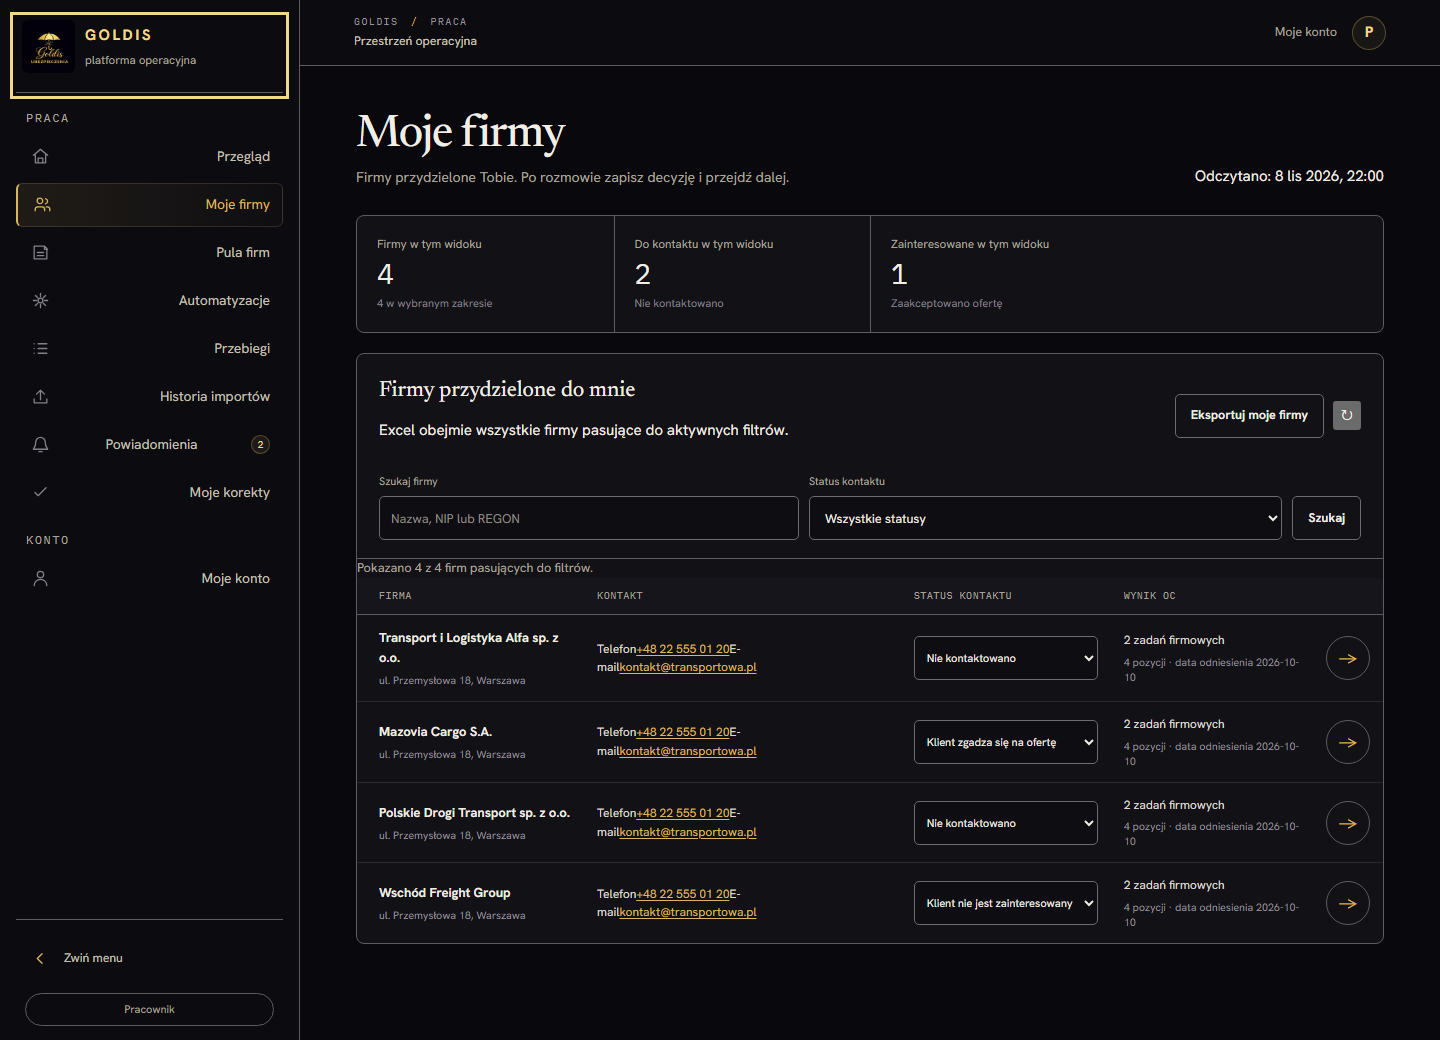 GOLDIS
platforma operacyjna
Goldis
UBEZPIECZENIA
PRACA
Przegląd
Moje firmy
Pula firm
Automatyzacje
Przebiegi
Historia importów
Powiadomienia 2
Moje korekty
KONTO
Moje konto
Zwiń menu
Pracownik
GOLDIS / PRACA
Przestrzeń operacyjna
Moje konto P
Moje firmy
Firmy przydzielone Tobie. Po rozmowie zapisz decyzję i przejdź dalej.
Odczytano: 8 lis 2026, 22:00
Firmy w tym widoku
4
4 w wybranym zakresie
Do kontaktu w tym widoku
2
Nie kontaktowano
Zainteresowane w tym widoku
1
Zaakceptowano ofertę
Firmy przydzielone do mnie
Excel obejmie wszystkie firmy pasujące do aktywnych filtrów.
Eksportuj moje firmy ↻
Szukaj firmy
Nazwa, NIP lub REGON
Status kontaktu
Wszystkie statusy
Szukaj
Pokazano 4 z 4 firm pasujących do filtrów.
FIRMA KONTAKT STATUS KONTAKTU WYNIK OC
Transport i Logistyka Alfa sp. z
o.o.
ul. Przemysłowa 18, Warszawa
Telefon+48 22 555 01 20E-
mailkontakt@transportowa.pl
Nie kontaktowano
2 zadań firmowych
4 pozycji · data odniesienia 2026-10-
10
Mazovia Cargo S.A.
ul. Przemysłowa 18, Warszawa
Telefon+48 22 555 01 20E-
mailkontakt@transportowa.pl
Klient zgadza się na ofertę
2 zadań firmowych
4 pozycji · data odniesienia 2026-10-
10
Polskie Drogi Transport sp. z o.o.
ul. Przemysłowa 18, Warszawa
Telefon+48 22 555 01 20E-
mailkontakt@transportowa.pl
Nie kontaktowano
2 zadań firmowych
4 pozycji · data odniesienia 2026-10-
10
Wschód Freight Group
ul. Przemysłowa 18, Warszawa
Telefon+48 22 555 01 20E-
mailkontakt@transportowa.pl
Klient nie jest zainteresowany
2 zadań firmowych
4 pozycji · data odniesienia 2026-10-
10